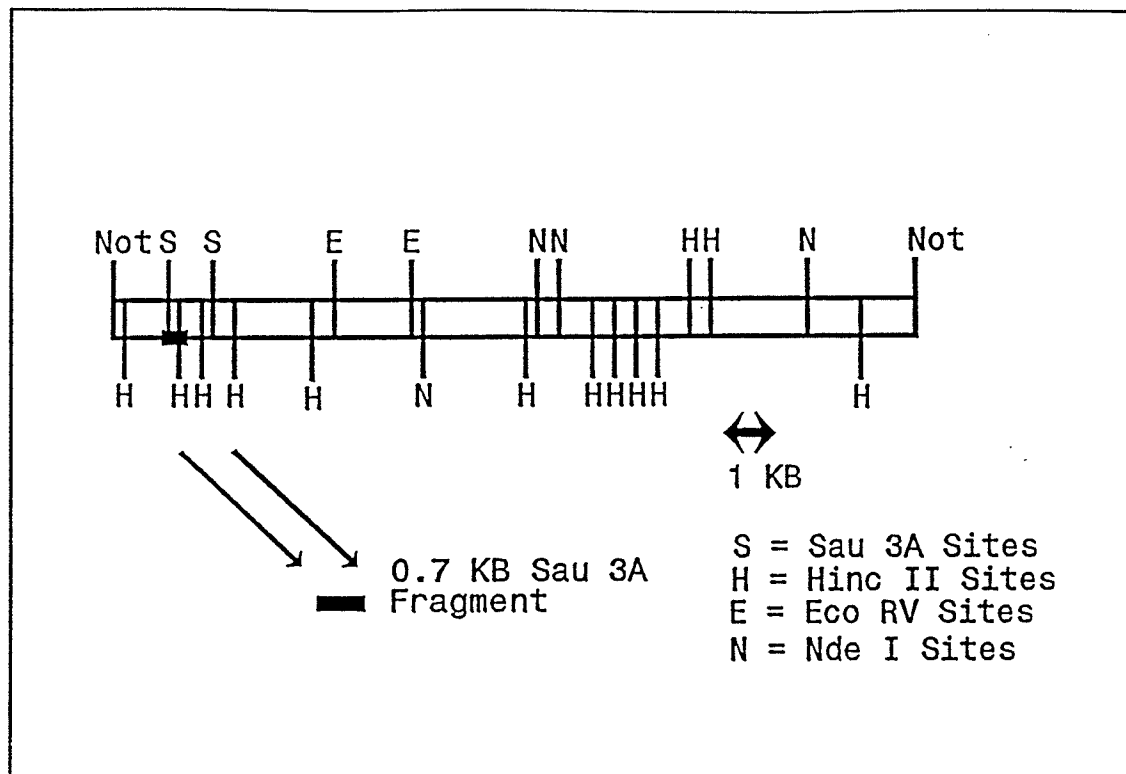 Not S S E E NN HH N Not
H HH H H N H HHHH H
1 KB
0.7 KB Sau 3A
Fragment
S = Sau 3A Sites
H = Hinc II Sites
E = Eco RV Sites
N = Nde I Sites